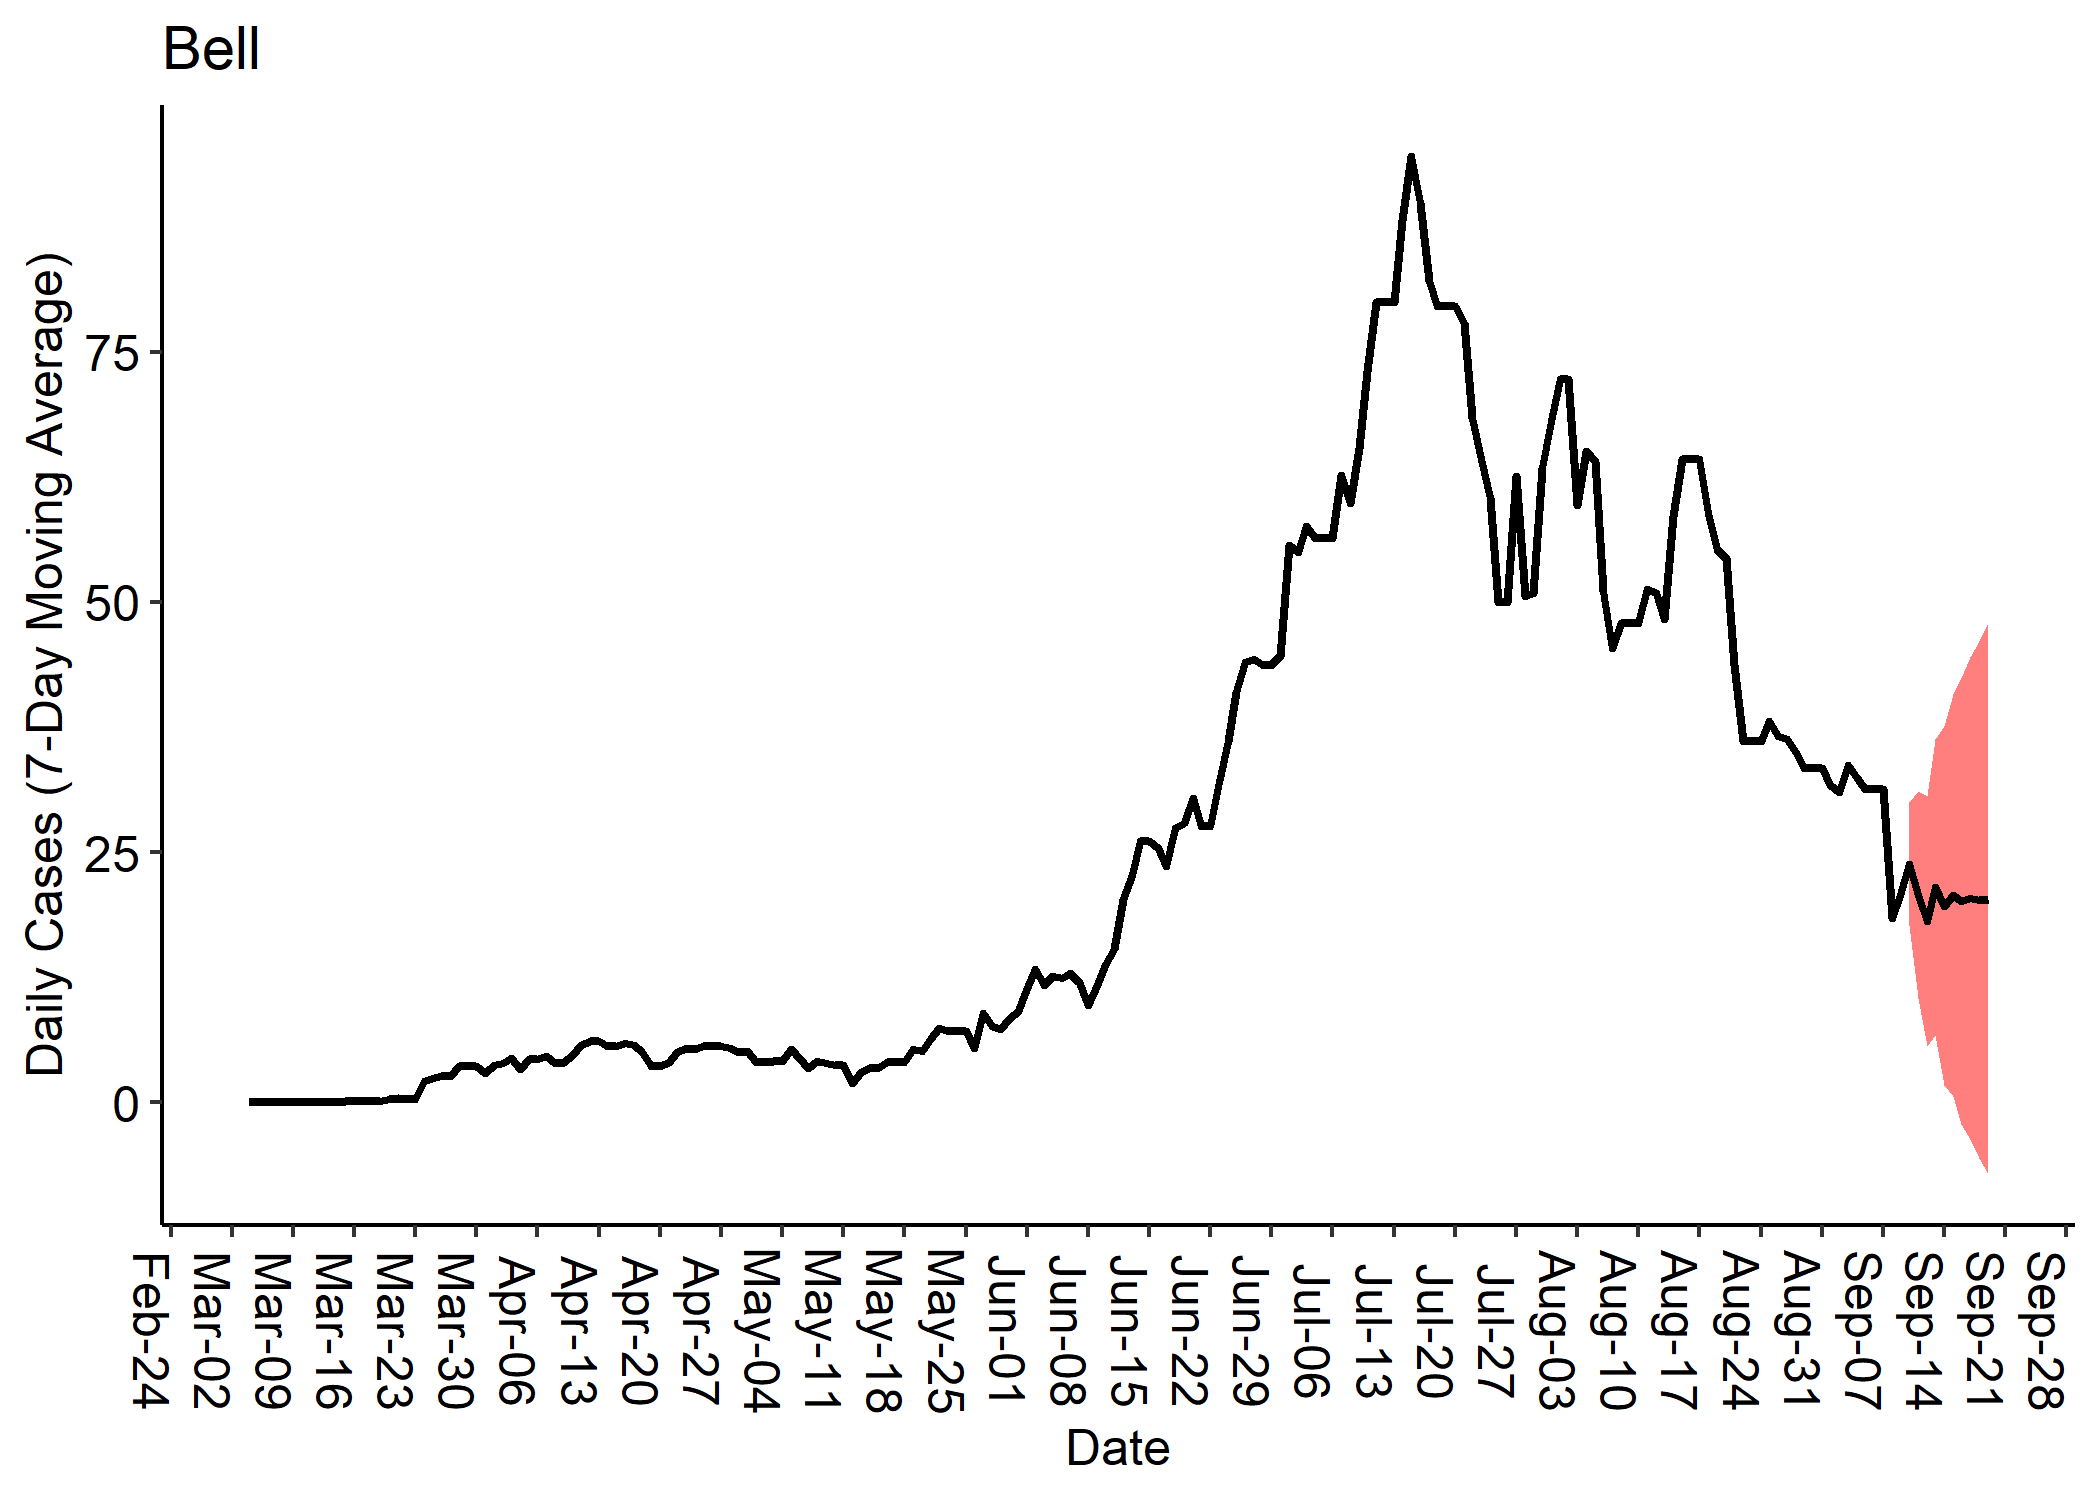 Bell
Daily Cases (7-Day Moving Average)
75
50
25
0
Feb-24
Mar-02
Mar-09
Mar-16
Mar-23
Mar-30
Apr-06
Apr-13
Apr-20
Apr-27
May-04
May-11
May-18
May-25
Jun-01
Jun-08
Jun-15
Jun-22
Jun-29
Jul-06
Jul-13
Jul-20
Jul-27
Aug-03
Aug-10
Aug-17
Aug-24
Aug-31
Sep-07
Sep-14
Sep-21
Sep-28
Date